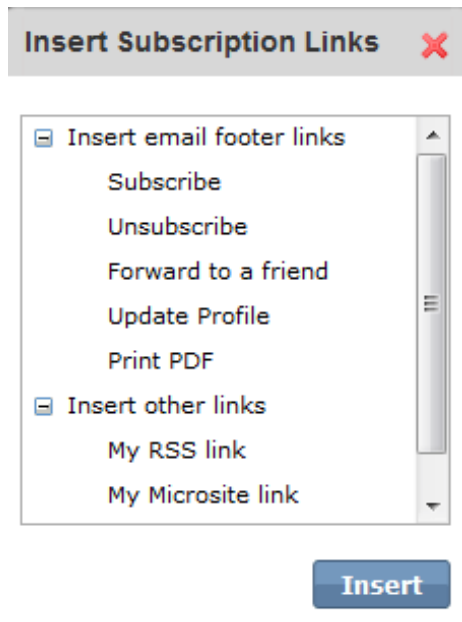 Insert Subscription Links
Insert email footer links
Subscribe
Unsubscribe
Forward to a friend
Update Profile
Print PDF
Insert other links
My RSS link
My Microsite link
Insert